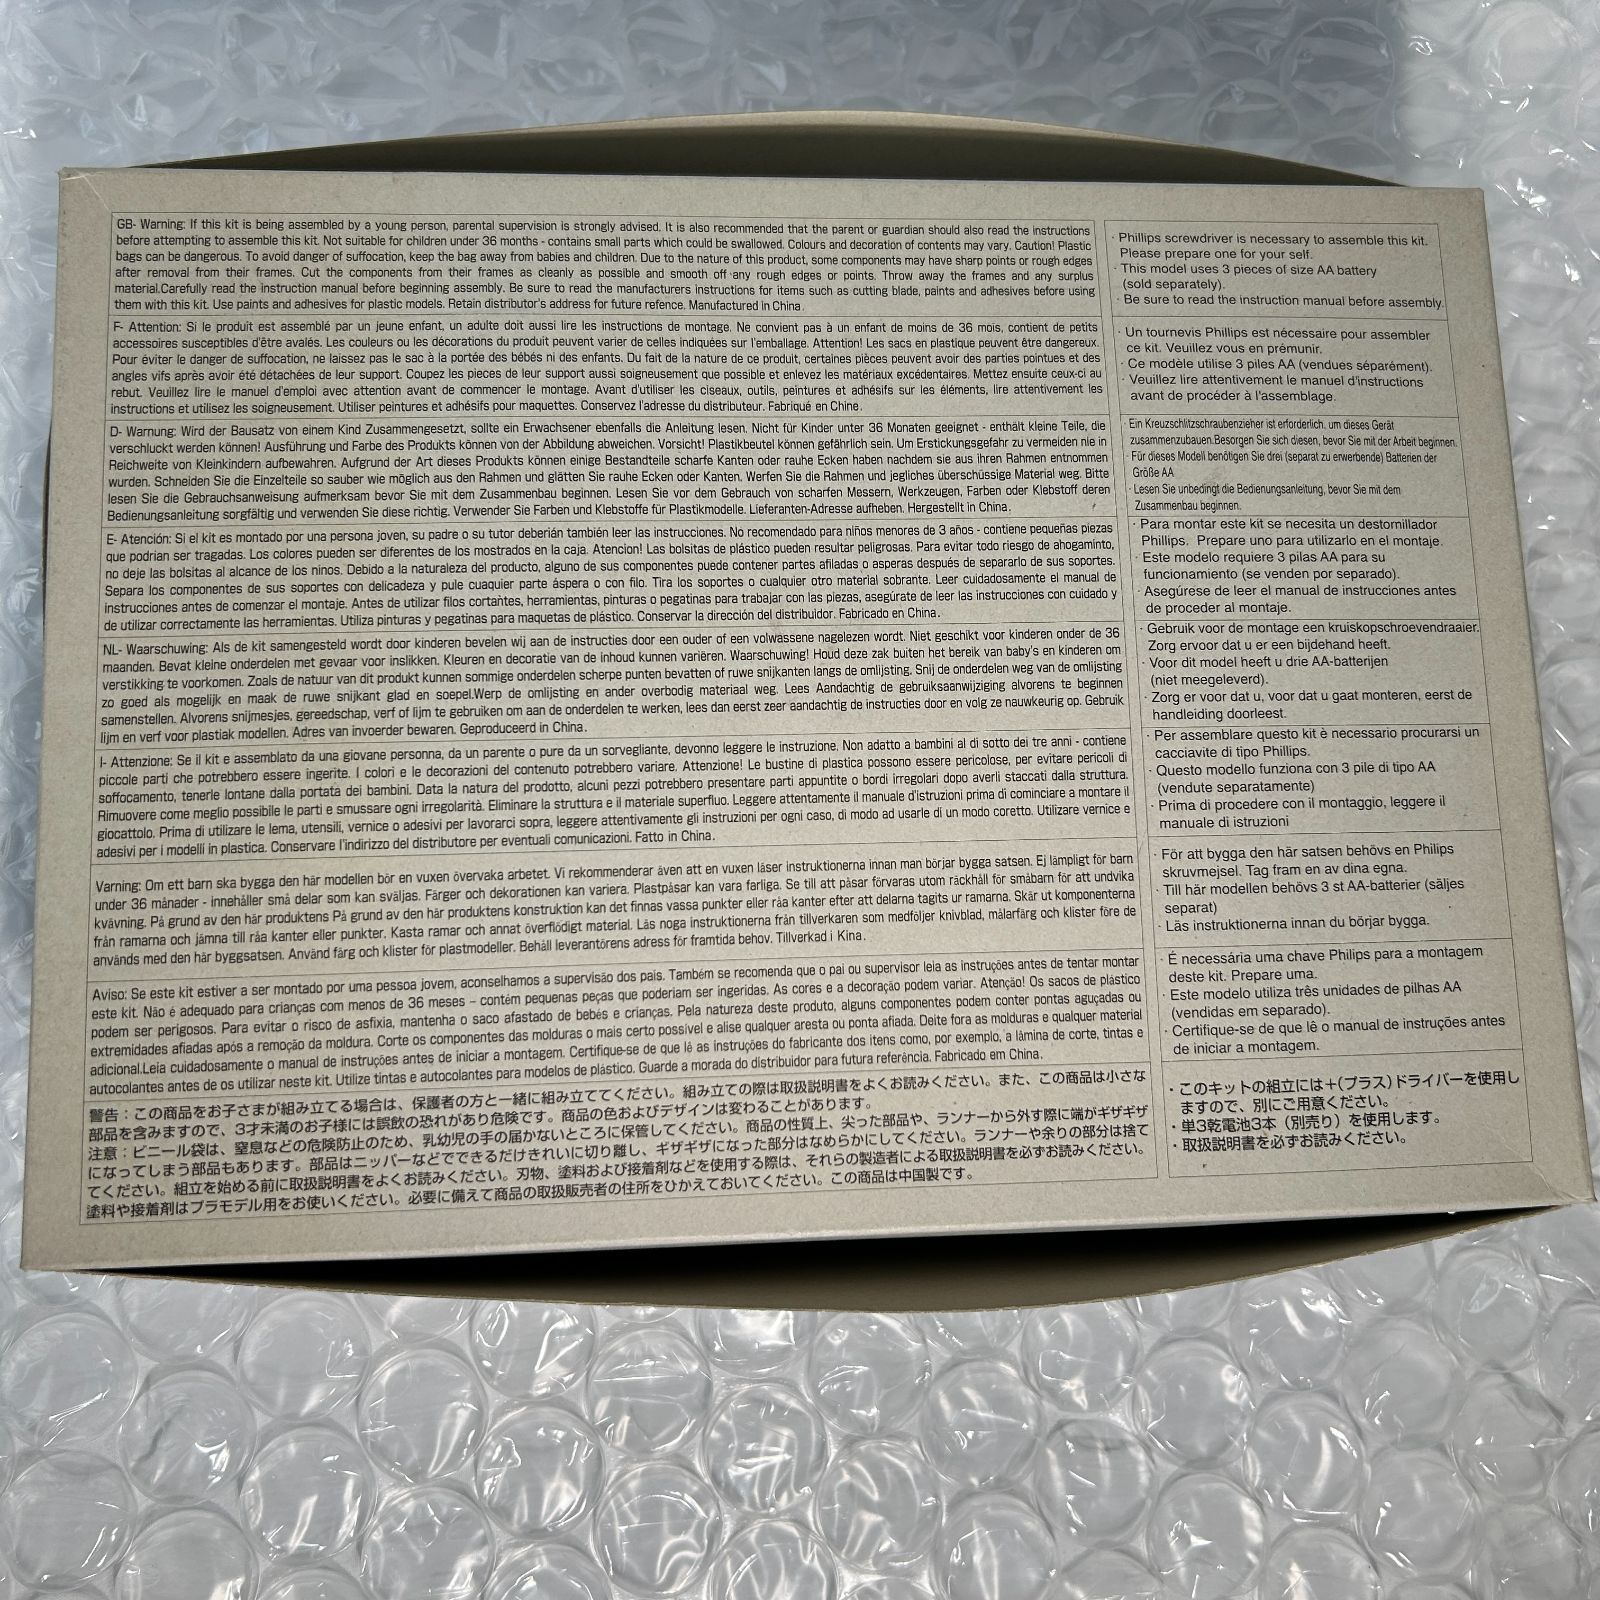 GB- Warning: If this kit is being assembled by a young person, parental supervision is strongly advised. It is also recommended that the parent or guardian should also read the instructions
before attempting to assemble this kit. Not suitable for children under 36 months - contains small parts which could be swallowed. Colours and decoration of contents may vary. Caution! Plastic
bags can be dangerous. To avoid danger of suffocation, keep the bag away from babies and children. Due to the nature of this product, some components may have sharp points or rough edges
after removal from their frames. Cut the components from their frames as cleanly as possible and smooth off any rough edges or points. Throw away the frames and any surplus
material.Carefully read the instruction manual before beginning assembly. Be sure to read the manufacturers instructions for items such as cutting blade, paints and adhesives before using
them with this kit. Use paints and adhesives for plastic models. Retain distributor's address for future refence. Manufactured in China.
F- Attention: Si le produit est assemblé par un jeune enfant, un adulte doit aussi lire les instructions de montage. Ne convient pas à un enfant de moins de 36 mois, contient de petits
accessoires susceptibles d'être avalés. Les couleurs ou les décorations du produit peuvent varier de celles indiquées sur l'emballage. Attention! Les sacs en plastique peuvent être dangereux.
Pour éviter le danger de suffocation, ne laissez pas le sac à la portée des bébés ni des enfants. Du fait de la nature de ce produit, certaines pièces peuvent avoir des parties pointues et des
angles vifs après avoir été détachées de leur support. Coupez les pieces de leur support aussi soigneusement que possible et enlevez les matériaux excédentaires. Mettez ensuite ceux-ci au
rebut. Veuillez lire le manuel d'emploi avec attention avant de commencer le montage. Avant d'utiliser les ciseaux, outils, peintures et adhésifs sur les éléments, lire attentivement les
instructions et utilisez les soigneusement. Utiliser peintures et adhésifs pour maquettes. Conservez l'adresse du distributeur. Fabriqué en Chine.
D- Warnung: Wird der Bausatz von einem Kind Zusammengesetzt, sollte ein Erwachsener ebenfalls die Anleitung lesen. Nicht für Kinder unter 36 Monaten geeignet - enthält kleine Teile, die
verschluckt werden können! Ausführung und Farbe des Produkts können von der Abbildung abweichen. Vorsicht! Plastikbeutel können gefährlich sein. Um Erstickungsgefahr zu vermeiden nie in
Reichweite von Kleinkindern aufbewahren. Aufgrund der Art dieses Produkts können einige Bestandteile scharfe Kanten oder rauhe Ecken haben nachdem sie aus ihren Rahmen entnommen
wurden. Schneiden Sie die Einzelteile so sauber wie möglich aus den Rahmen und glätten Sie rauhe Ecken oder Kanten. Werfen Sie die Rahmen und jegliches überschüssige Material weg. Bitte
lesen Sie die Gebrauchsanweisung aufmerksam bevor Sie mit dem Zusammenbau beginnen. Lesen Sie vor dem Gebrauch von scharfen Messern, Werkzeugen, Farben oder Klebstoff deren
Bedienungsanleitung sorgfältig und verwenden Sie diese richtig. Verwender Sie Farben und Klebstoffe für Plastikmodelle. Lieferanten-Adresse aufheben. Hergestellt in China.
E- Atención: Si el kit es montado por una persona joven, su padre o su tutor deberián también leer las instrucciones. No recomendado para niños menores de 3 años - contiene pequeñas piezas
que podrian ser tragadas. Los colores pueden ser diferentes de los mostrados en la caja. Atencion! Las bolsitas de plástico pueden resultar peligrosas. Para evitar todo riesgo de ahogaminto,
no deje las bolsitas al alcance de los ninos. Debido a la naturaleza del producto, alguno de sus componentes puede contener partes afiladas o asperas después de separarlo de sus soportes.
Separa los componentes de sus soportes con delicadeza y pule cuaquier parte áspera o con filo. Tira los soportes o cualquier otro material sobrante. Leer cuidadosamente el manual de
instrucciones antes de comenzar el montaje. Antes de utilizar filos cortantes, herramientas, pinturas o pegatinas para trabajar con las piezas, asegúrate de leer las instrucciones con cuidado y
de utilizar correctamente las herramientas. Utiliza pinturas y pegatinas para maquetas de plástico. Conservar la dirección del distribuidor. Fabricado en China.
NL- Waarschuwing: Als de kit samengesteld wordt door kinderen bevelen wij aan de instructies door een ouder of een volwassene nagelezen wordt. Niet geschikt voor kinderen onder de 36
maanden. Bevat kleine onderdelen met gevaar voor inslikken. Kleuren en decoratie van de inhoud kunnen variëren. Waarschuwing! Houd deze zak buiten het bereik van baby's en kinderen om
verstikking te voorkomen. Zoals de natuur van dit produkt kunnen sommige onderdelen scherpe punten bevatten of ruwe snijkanten langs de omlijsting. Snij de onderdelen weg van de omlijsting
zo goed als mogelijk en maak de ruwe snijkant glad en soepel.Werp de omlijsting en ander overbodig materiaal weg. Lees Aandachtig de gebruiksaanwijziging alvorens te beginnen
samenstellen. Alvorens snijmesjes, gereedschap, verf of lijm te gebruiken om aan de onderdelen te werken, lees dan eerst zeer aandachtig de instructies door en volg ze nauwkeurig op. Gebruik
lijm en verf voor plastiak modellen. Adres van invoerder bewaren. Geproduceerd in China.
I- Attenzione: Se il kit e assemblato da una giovane personna, da un parente o pure da un sorvegliante, devonno leggere le instruzione. Non adatto a bambini al di sotto dei tre anni - contiene
piccole parti che potrebbero essere ingerite. I colori e le decorazioni del contenuto potrebbero variare. Attenzione! Le bustine di plastica possono essere pericolose, per evitare pericoli di
soffocamento, tenerle lontane dalla portata dei bambini. Data la natura del prodotto, alcuni pezzi potrebbero presentare parti appuntite o bordi irregolari dopo averli staccati dalla struttura.
Rimuovere come meglio possibile le parti e smussare ogni irregolarità. Eliminare la struttura e il materiale superfluo. Leggere attentamente il manuale d'istruzioni prima di cominciare a montare il
giocattolo. Prima di utilizare le lema, utensili, vernice o adesivi per lavorarci sopra, leggere attentivamente gli instruzioni per ogni caso, di modo ad usarle di un modo coretto. Utilizare vernice e
adesivi per i modelli in plastica. Conservare l'indirizzo del distributore per eventuali comunicazioni. Fatto in China.
Varning: Om ett barn ska bygga den här modellen bör en vuxen övervaka arbetet. Vi rekommenderar även att en vuxen läser instruktionerna innan man börjar bygga satsen. Ej lämpligt för barn
under 36 månader - innehåller små delar som kan sväljas. Färger och dekorationen kan variera. Plastpåsar kan vara farliga. Se till att påsar förvaras utom räckhåll för småbarn för att undvika
kvävning. På grund av den här produktens På grund av den här produktens konstruktion kan det finnas vassa punkter eller råa kanter efter att delarna tagits ur ramarna. Skär ut komponenterna
från ramarna och jämna till råa kanter eller punkter. Kasta ramar och annat överflödigt material. Läs noga instruktionerna från tillverkaren som medföljer knivblad, målarfärg och klister före de
används med den här byggsatsen. Använd färg och klister för plastmodeller. Behåll leverantörens adress för framtida behov. Tillverkad i Kina.
Aviso: Se este kit estiver a ser montado por uma pessoa jovem, aconselhamos a supervisão dos pais. Também se recomenda que o pai ou supervisor leia as instruções antes de tentar montar
este kit. Não é adequado para crianças com menos de 36 meses – contém pequenas peças que poderiam ser ingeridas. As cores e a decoração podem variar. Atenção! Os sacos de plástico
podem ser perigosos. Para evitar o risco de asfixia, mantenha o saco afastado de bebés e crianças. Pela natureza deste produto, alguns componentes podem conter pontas aguçadas ou
extremidades afiadas após a remoção da moldura. Corte os componentes das molduras o mais certo possível e alise qualquer aresta ou ponta afiada. Deite fora as molduras e qualquer material
adicional.Leia cuidadosamente o manual de instruções antes de iniciar a montagem. Certifique-se de que lê as instruções do fabricante dos itens como, por exemplo, a lâmina de corte, tintas e
autocolantes antes de os utilizar neste kit. Utilize tintas e autocolantes para modelos de plástico. Guarde a morada do distribuidor para futura referência. Fabricado em China.
警告：この商品をお子さまが組み立てる場合は、保護者の方と一緒に組み立ててください。組み立ての際は取扱説明書をよくお読みください。また、この商品は小さな
部品を含みますので、3才未満のお子様には誤飲の恐れがあり危険です。商品の色およびデザインは変わることがあります。
注意：ビニール袋は、窒息などの危険防止のため、乳幼児の手の届かないところに保管してください。商品の性質上、尖った部品や、ランナーから外す際に端がギザギザ
になってしまう部品もあります。部品はニッパーなどでできるだけきれいに切り離し、ギザギザになった部分はなめらかにしてください。ランナーや余りの部分は捨て
てください。組立を始める前に取扱説明書をよくお読みください。刃物、塗料および接着剤などを使用する際は、それらの製造者による取扱説明書を必ずお読みください。
塗料や接着剤はプラモデル用をお使いください。必要に備えて商品の取扱販売者の住所をひかえておいてください。この商品は中国製です。
· Phillips screwdriver is necessary to assemble this kit.
Please prepare one for your self.
· This model uses 3 pieces of size AA battery
(sold separately).
· Be sure to read the instruction manual before assembly.
· Un tournevis Phillips est nécessaire pour assembler
ce kit. Veuillez vous en prémunir.
· Ce modèle utilise 3 piles AA (vendues séparément).
· Veuillez lire attentivement le manuel d'instructions
avant de procéder à l'assemblage.
· Ein Kreuzschlitzschraubenzieher ist erforderlich, um dieses Gerät
zusammenzubauen.Besorgen Sie sich diesen, bevor Sie mit der Arbeit beginnen.
· Für dieses Modell benötigen Sie drei (separat zu erwerbende) Batterien der
Größe AA
· Lesen Sie unbedingt die Bedienungsanleitung, bevor Sie mit dem
Zusammenbau beginnen.
· Para montar este kit se necesita un destornillador
Phillips. Prepare uno para utilizarlo en el montaje.
· Este modelo requiere 3 pilas AA para su
funcionamiento (se venden por separado).
· Asegúrese de leer el manual de instrucciones antes
de proceder al montaje.
· Gebruik voor de montage een kruiskopschroevendraaier.
Zorg ervoor dat u er een bijdehand heeft.
· Voor dit model heeft u drie AA-batterijen
(niet meegeleverd).
· Zorg er voor dat u, voor dat u gaat monteren, eerst de
handleiding doorleest.
· Per assemblare questo kit è necessario procurarsi un
cacciavite di tipo Phillips.
· Questo modello funziona con 3 pile di tipo AA
(vendute separatamente)
· Prima di procedere con il montaggio, leggere il
manuale di istruzioni
· För att bygga den här satsen behövs en Philips
skruvmejsel. Tag fram en av dina egna.
· Till här modellen behövs 3 st AA-batterier (säljes
separat)
· Läs instruktionerna innan du börjar bygga.
· É necessária uma chave Philips para a montagem
deste kit. Prepare uma.
· Este modelo utiliza três unidades de pilhas AA
(vendidas em separado).
· Certifique-se de que lê o manual de instruções antes
de iniciar a montagem.
・このキットの組立には＋(プラス)ドライバーを使用し
ますので、別にご用意ください。
・単3乾電池3本（別売り）を使用します。
・取扱説明書を必ずお読みください。